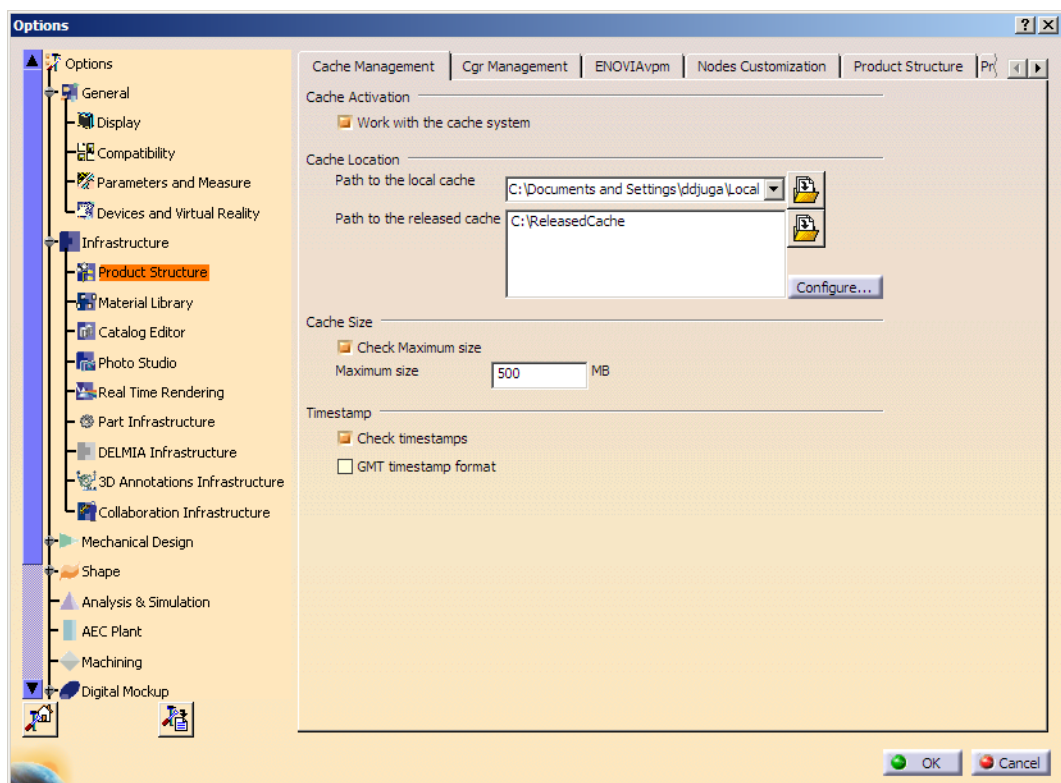 Options
Options
General
Display
Compatibility
Parameters and Measure
Devices and Virtual Reality
Infrastructure
Product Structure
Material Library
Catalog Editor
Photo Studio
Real Time Rendering
Part Infrastructure
DELMIA Infrastructure
3D Annotations Infrastructure
Collaboration Infrastructure
Mechanical Design
Shape
Analysis & Simulation
AEC Plant
Machining
Digital Mockup
Cache Management Cgr Management ENOVIAvpm Nodes Customization Product Structure
Cache Activation
Work with the cache system
Cache Location
Path to the local cache C:\Documents and Settings\ddjuga\Local
Path to the released cache C:\ReleasedCache
Configure...
Cache Size
Check Maximum size
Maximum size 500 MB
Timestamp
Check timestamps
GMT timestamp format
OK Cancel